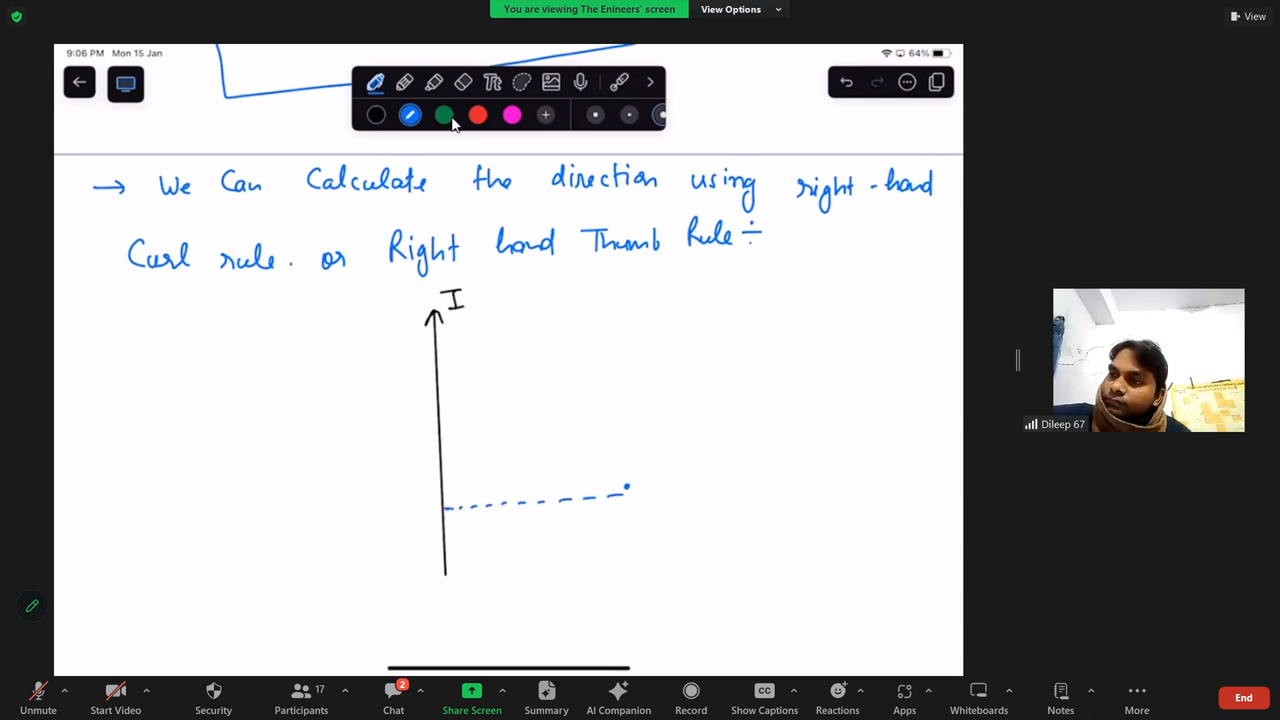 You are viewing The Enineers' screen
View Options
View
9:06 PM Mon 15 Jan
64%
Tt
→ We Can Calculate the direction using right-hand
Curl rule. or Right hand Thumb Rule÷
I
Dileep 67
Unmute
Start Video
Security
17
Participants
2
Chat
Share Screen
Summary
AI Companion
Record
CC
Show Captions
Reactions
Apps
Whiteboards
Notes
More
End